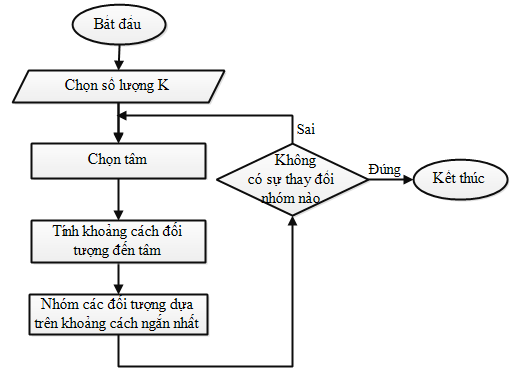 Bắt đầu
Chọn số lượng K
Chọn tâm
Tính khoảng cách đối
tượng đến tâm
Nhóm các đối tượng dựa
trên khoảng cách ngắn nhất
Không
có sự thay đổi
nhóm nào
Sai
Đúng
Kết thúc